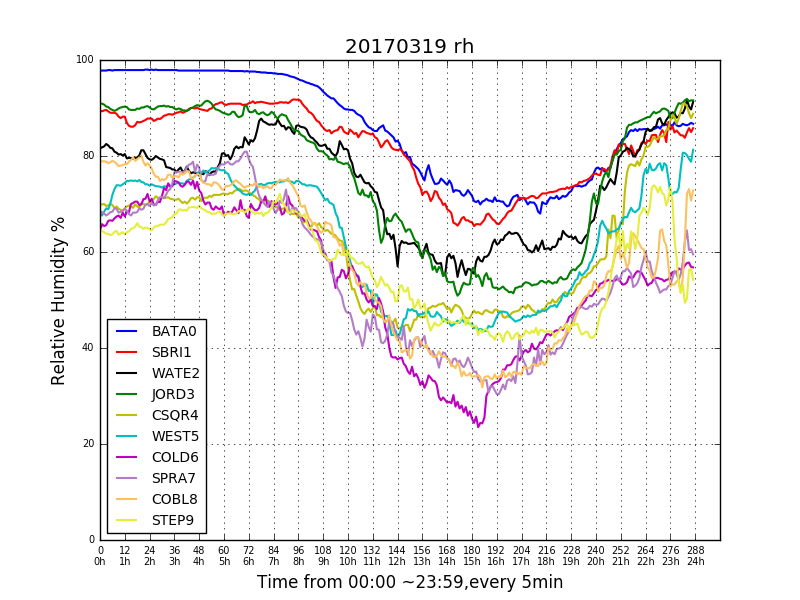 20170319 rh
100
80
60
40
20
0
Relative Humidity %
BATA0
SBRI1
WATE2
JORD3
CSQR4
WEST5
COLD6
SPRA7
COBL8
STEP9
0 12 24 36 48 60 72 84 96 108 120 132 144 156 168 180 192 204 216 228 240 252 264 276 288
0h 1h 2h 3h 4h 5h 6h 7h 8h 9h 10h 11h 12h 13h 14h 15h 16h 17h 18h 19h 20h 21h 22h 23h 24h
Time from 00:00 ~23:59,every 5min